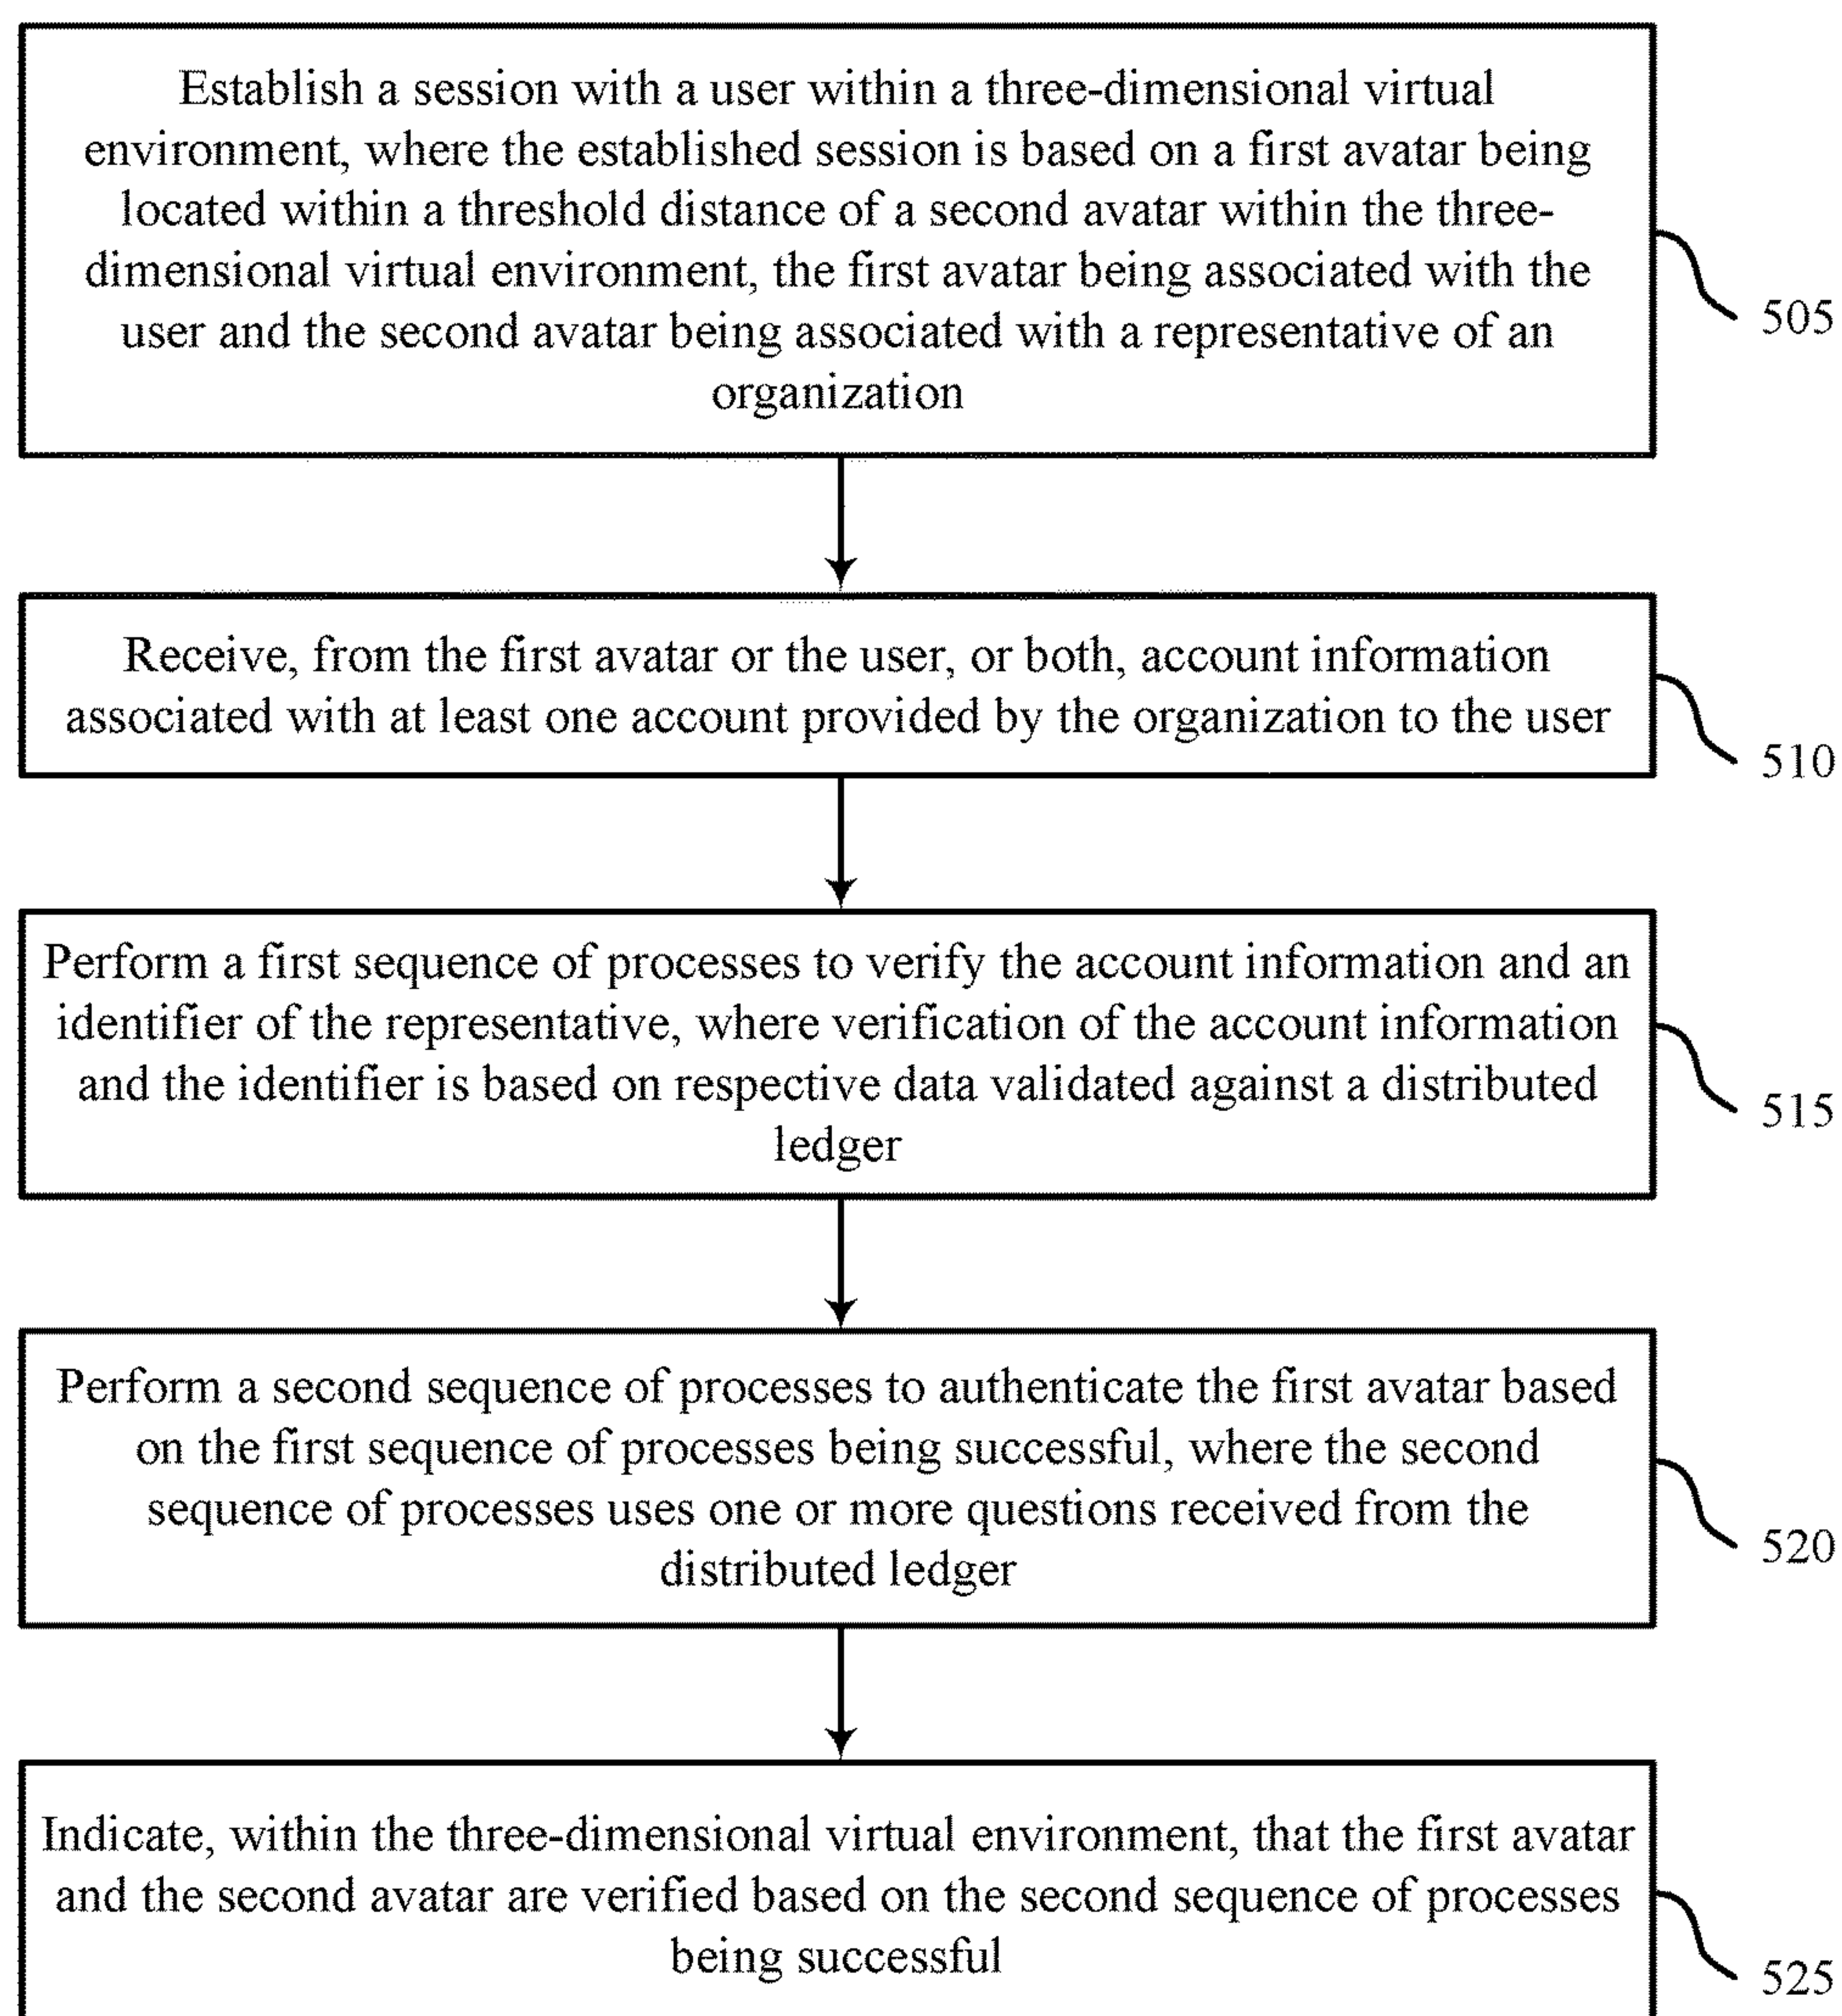 Establish a session with a user within a three-dimensional virtual
environment, where the established session is based on a first avatar being
located within a threshold distance of a second avatar within the three-
dimensional virtual environment, the first avatar being associated with the
user and the second avatar being associated with a representative of an
organization
505
Receive, from the first avatar or the user, or both, account information
associated with at least one account provided by the organization to the user
510
Perform a first sequence of processes to verify the account information and an
identifier of the representative, where verification of the account information
and the identifier is based on respective data validated against a distributed
ledger
515
Perform a second sequence of processes to authenticate the first avatar based
on the first sequence of processes being successful, where the second
sequence of processes uses one or more questions received from the
distributed ledger
520
Indicate, within the three-dimensional virtual environment, that the first avatar
and the second avatar are verified based on the second sequence of processes
being successful
525